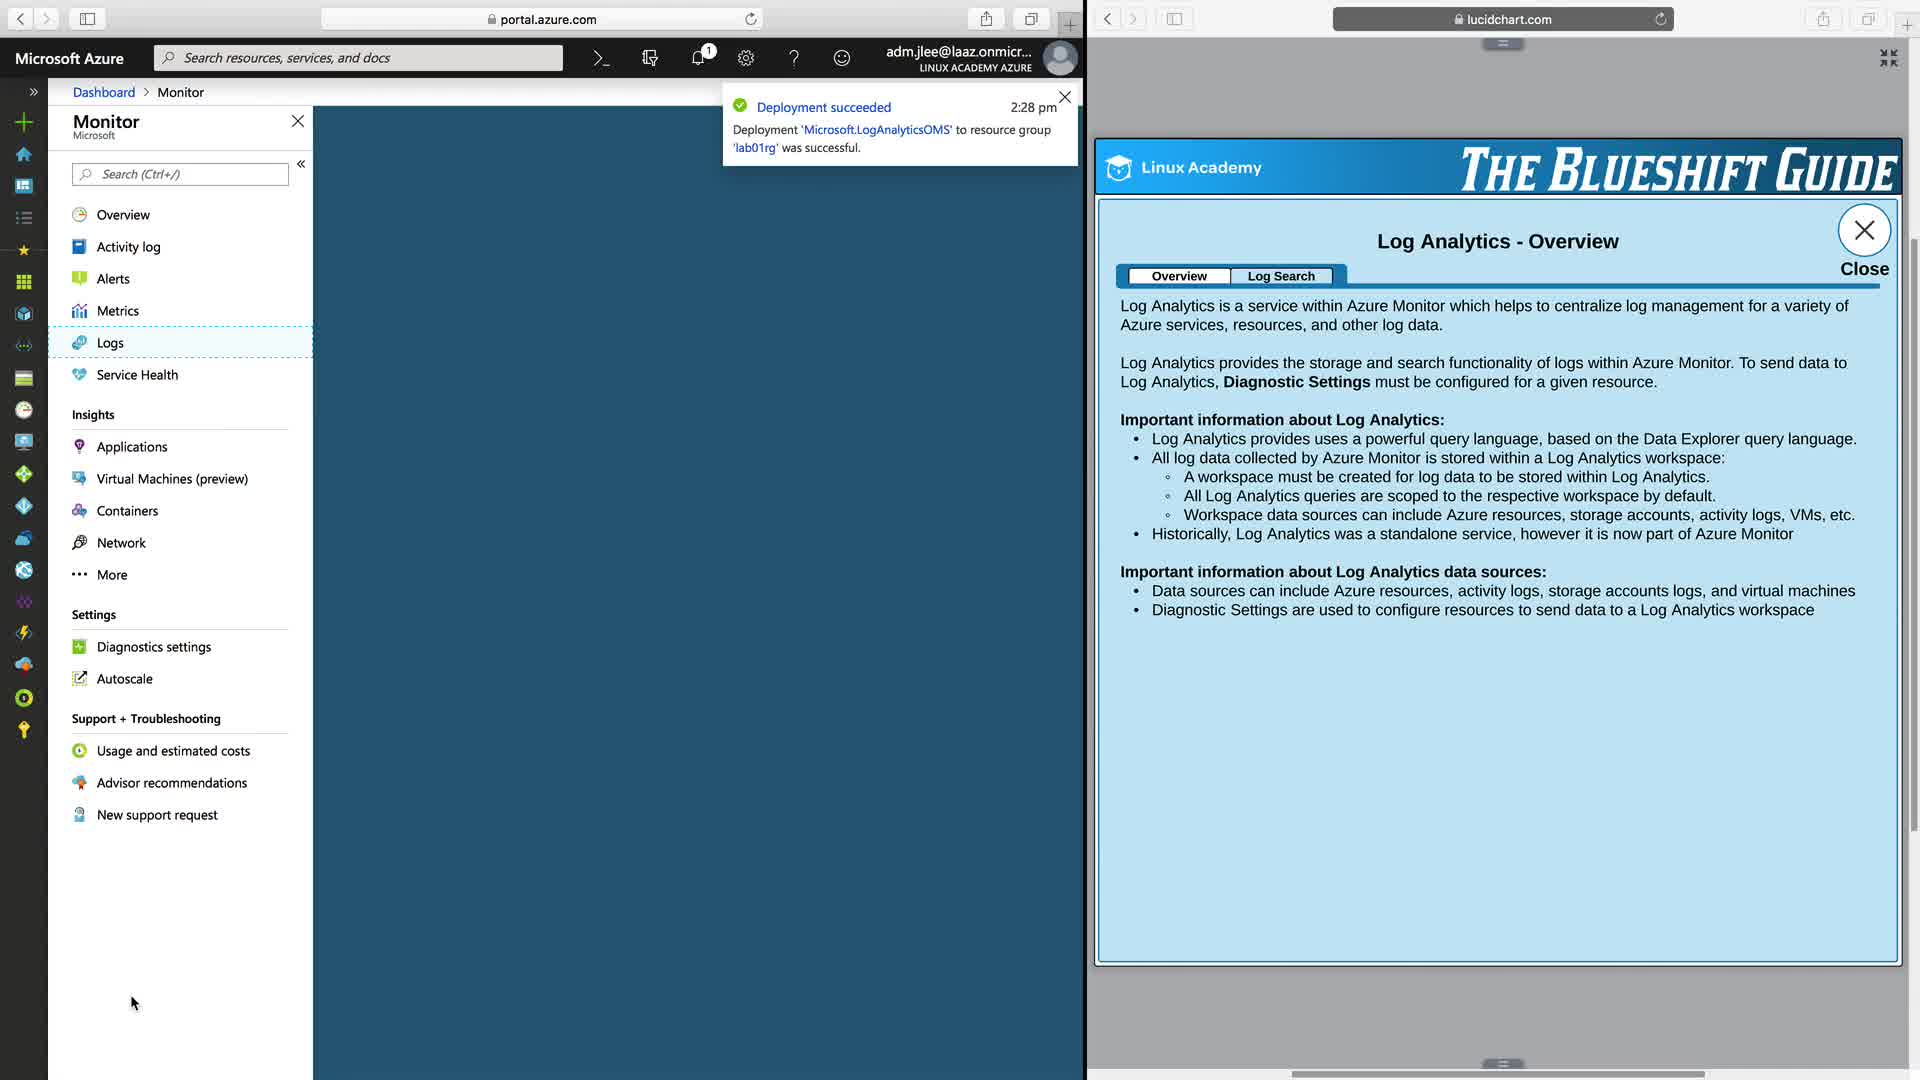 portal.azure.com
Microsoft Azure
Search resources, services, and docs
1
adm.jlee@laaz.onmicr...
LINUX ACADEMY AZURE
Dashboard > Monitor
Monitor
Microsoft
Search (Ctrl+/)
Overview
Activity log
Alerts
Metrics
Logs
Service Health
Insights
Applications
Virtual Machines (preview)
Containers
Network
More
Settings
Diagnostics settings
Autoscale
Support + Troubleshooting
Usage and estimated costs
Advisor recommendations
New support request
Deployment succeeded 2:28 pm
Deployment 'Microsoft.LogAnalyticsOMS' to resource group
'lab01rg' was successful.
lucidchart.com
Linux Academy
THE BLUESHIFT GUIDE
Log Analytics - Overview
Close
Overview Log Search
Log Analytics is a service within Azure Monitor which helps to centralize log management for a variety of
Azure services, resources, and other log data.
Log Analytics provides the storage and search functionality of logs within Azure Monitor. To send data to
Log Analytics, Diagnostic Settings must be configured for a given resource.
Important information about Log Analytics:
• Log Analytics provides uses a powerful query language, based on the Data Explorer query language.
• All log data collected by Azure Monitor is stored within a Log Analytics workspace:
◦ A workspace must be created for log data to be stored within Log Analytics.
◦ All Log Analytics queries are scoped to the respective workspace by default.
◦ Workspace data sources can include Azure resources, storage accounts, activity logs, VMs, etc.
• Historically, Log Analytics was a standalone service, however it is now part of Azure Monitor
Important information about Log Analytics data sources:
• Data sources can include Azure resources, activity logs, storage accounts logs, and virtual machines
• Diagnostic Settings are used to configure resources to send data to a Log Analytics workspace